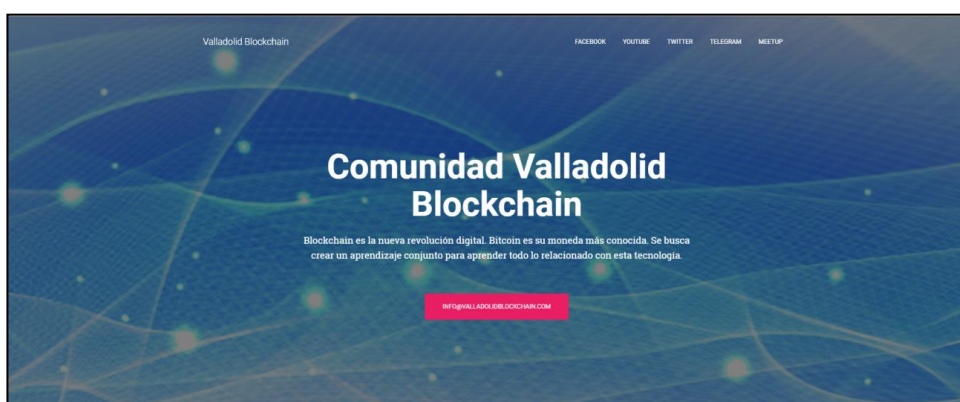 Valladolid Blockchain
FACEBOOK YOUTUBE TWITTER TELEGRAM MEETUP
Comunidad Valladolid
Blockchain
Blockchain es la nueva revolución digital. Bitcoin es su moneda más conocida. Se busca
crear un aprendizaje conjunto para aprender todo lo relacionado con esta tecnología.
INFO@VALLADOLIDBLOCKCHAIN.COM